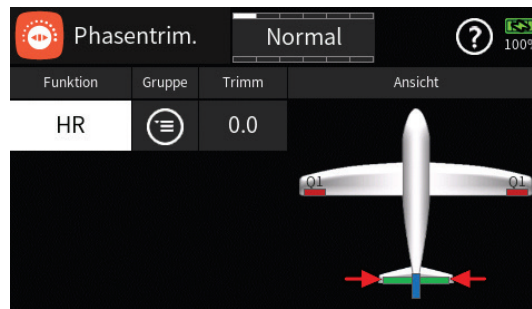 Phasentrim. Normal ? 100%
Funktion Gruppe Trimm Ansicht
HR 0.0
Q1 Q1